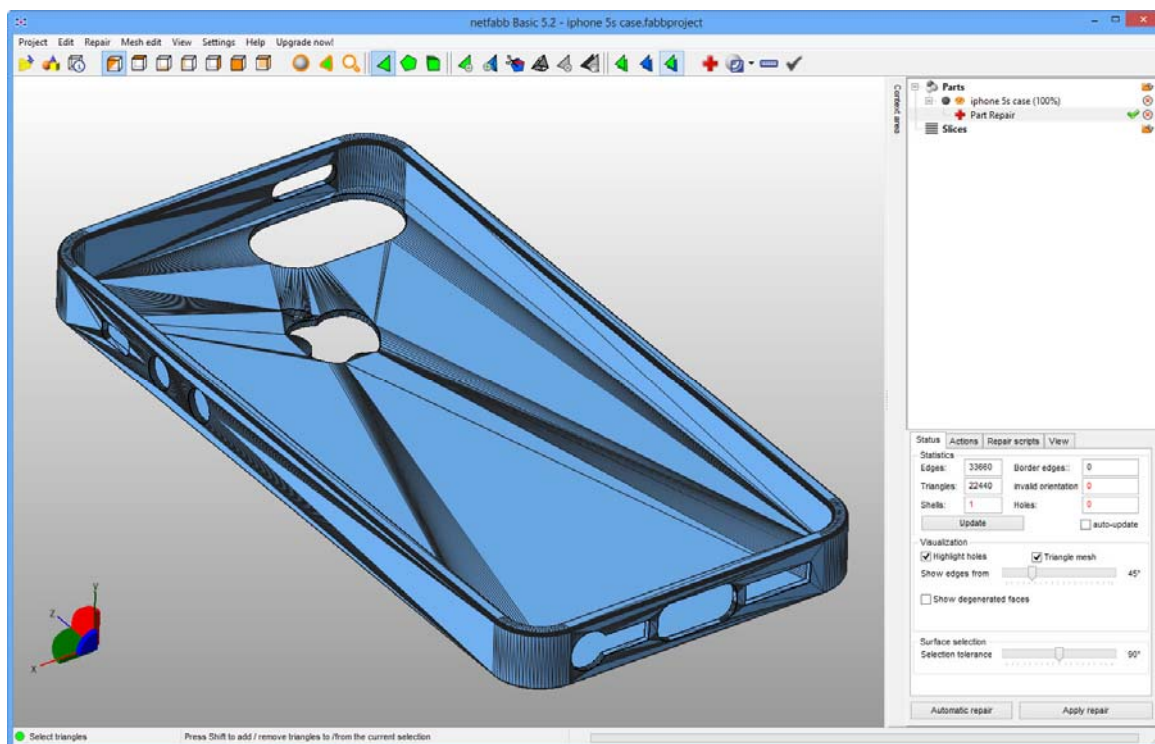 netfabb Basic 5.2 - iphone 5s case.fabbproject
Project Edit Repair Mesh edit View Settings Help Upgrade now!
Context area
Parts
iphone 5s case (100%)
Part Repair
Slices
Status Actions Repair scripts View
Statistics
Edges: 33660 Border edges:: 0
Triangles: 22440 invalid orientation 0
Shells: 1 Holes: 0
Update auto-update
Visualization
Highlight holes Triangle mesh
Show edges from 45°
Show degenerated faces
Surface selection
Selection tolerance 90°
Automatic repair Apply repair
Y
Z
X
Select triangles Press Shift to add / remove triangles to /from the current selection